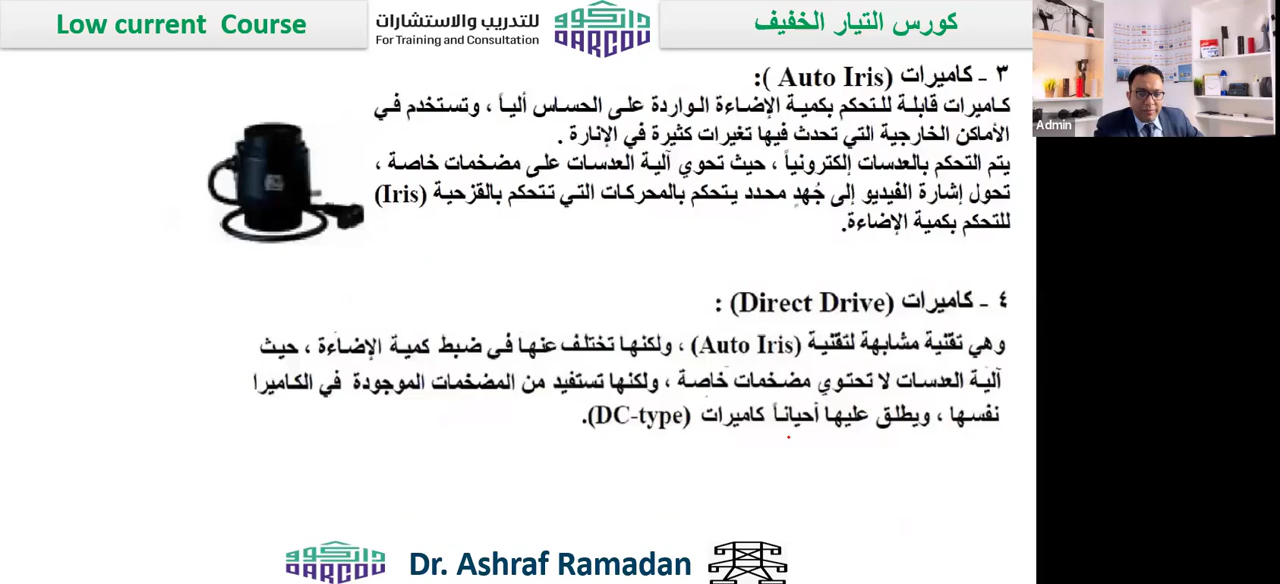 Low current Course
للتدريب والاستشارات
For Training and Consultation
داركو
DARCOU
كورس التيار الخفيف
Admin
٣ - كاميرات (Auto Iris ):
كاميرات قابلة للتحكم بكمية الإضاءة الواردة على الحساس ألياً ، وتستخدم في
الأماكن الخارجية التي تحدث فيها تغيرات كثيرة في الإنارة .
يتم التحكم بالعدسات إلكترونياً ، حيث تحوي آلية العدسات على مضخمات خاصة ،
تحول إشارة الفيديو إلى جُهدٍ محدد يتحكم بالمحركات التي تتحكم بالقزحية (Iris)
للتحكم بكمية الإضاءة.
٤ - كاميرات (Direct Drive) :
وهي تقنية مشابهة لتقنية (Auto Iris) ، ولكنها تختلف عنها في ضبط كمية الإضاءة ، حيث
آلية العدسات لا تحتوي مضخمات خاصة ، ولكنها تستفيد من المضخمات الموجودة في الكاميرا
نفسها ، ويطلق عليها أحياناً كاميرات (DC-type).
داركو
DARCOU
Dr. Ashraf Ramadan